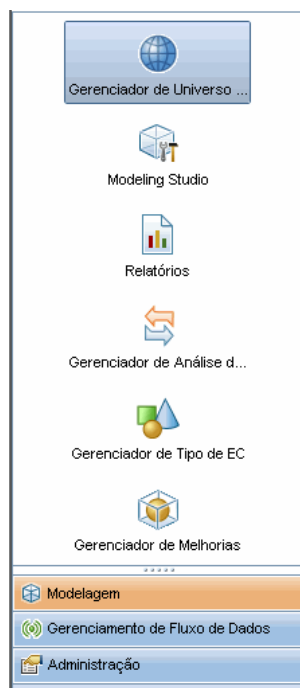 Gerenciador de Universo ...
Modeling Studio
Relatórios
Gerenciador de Análise d...
Gerenciador de Tipo de EC
Gerenciador de Melhorias
Modelagem
Gerenciamento de Fluxo de Dados
Administração